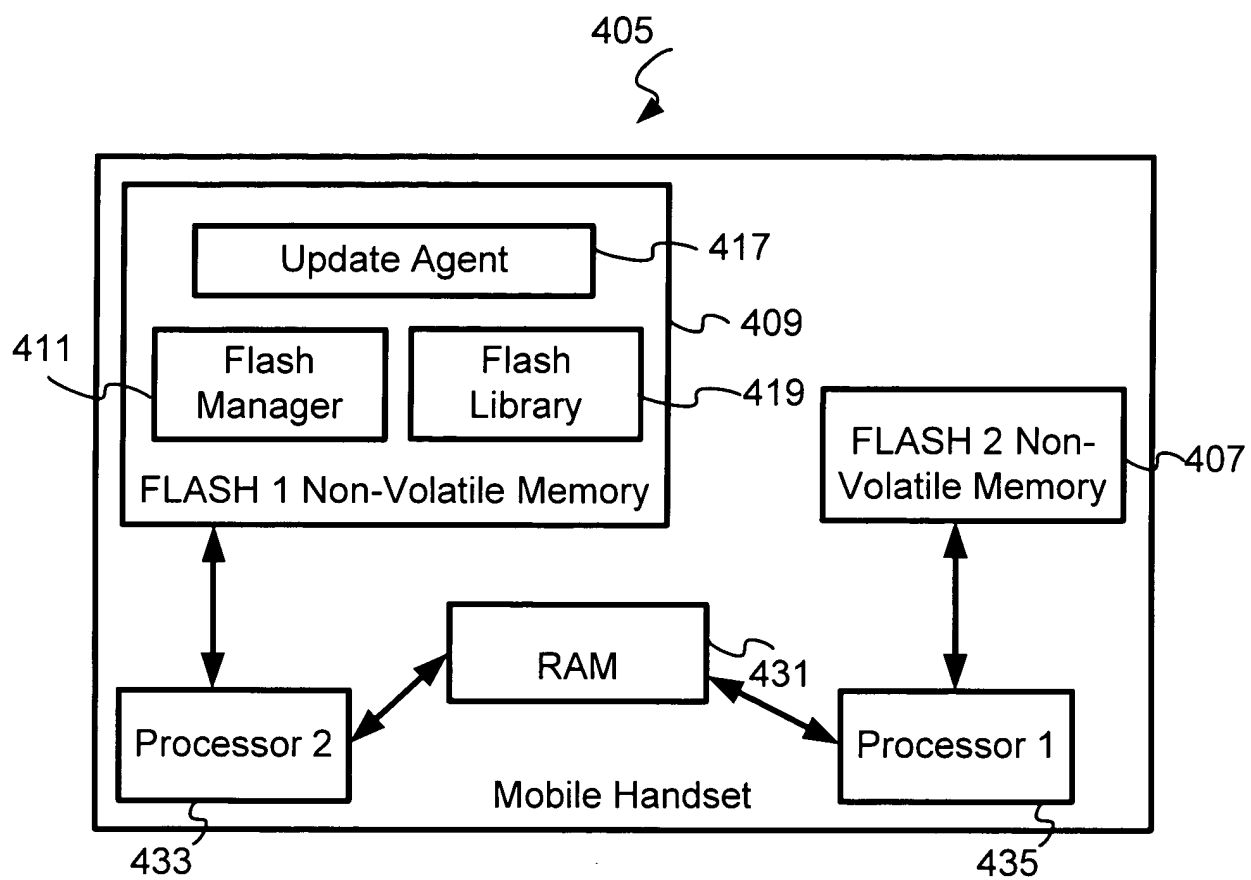 405
Update Agent
417
409
411
Flash
Manager
Flash
Library
419
FLASH 1 Non-Volatile Memory
FLASH 2 Non-
Volatile Memory
407
RAM
431
Processor 2
Processor 1
Mobile Handset
433
435